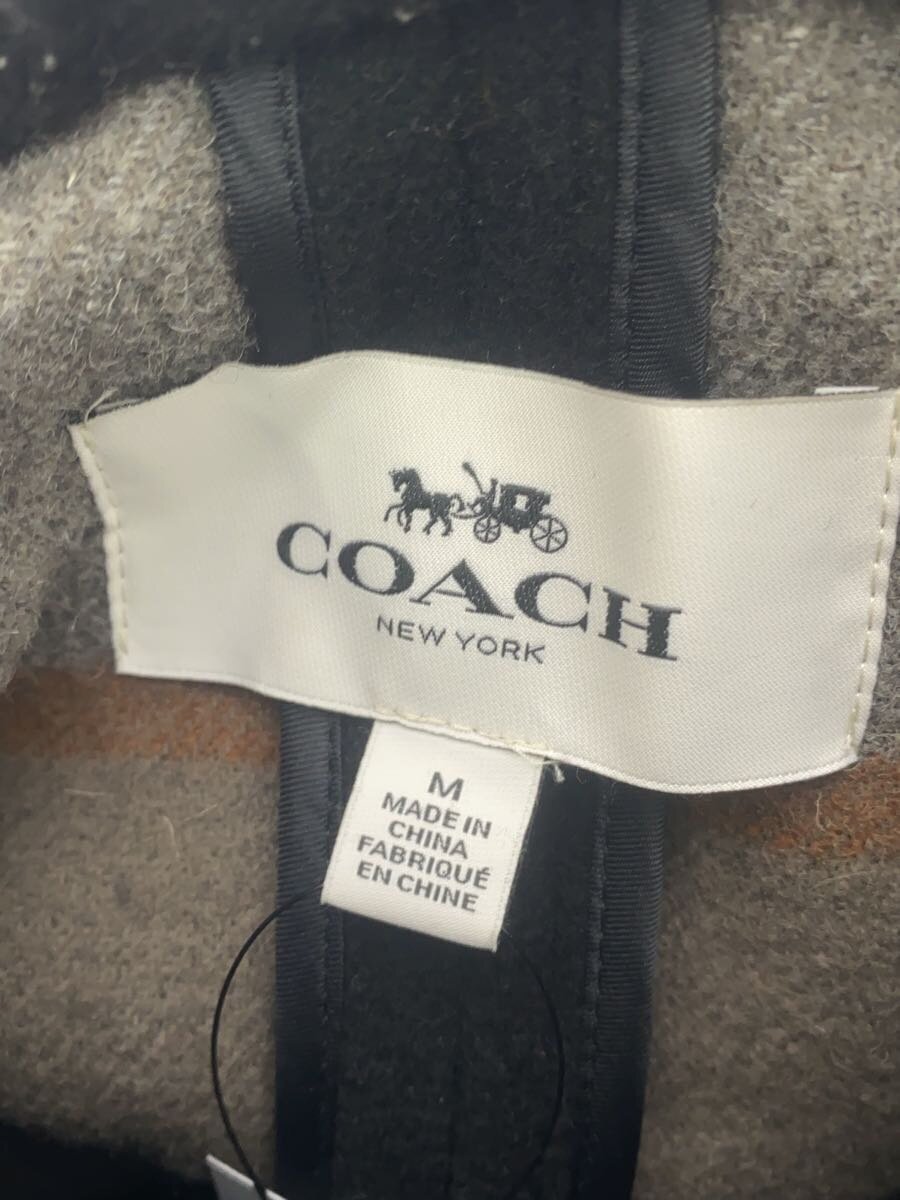 COACH
NEW YORK
M
MADE IN
CHINA
FABRIQUÉ
EN CHINE